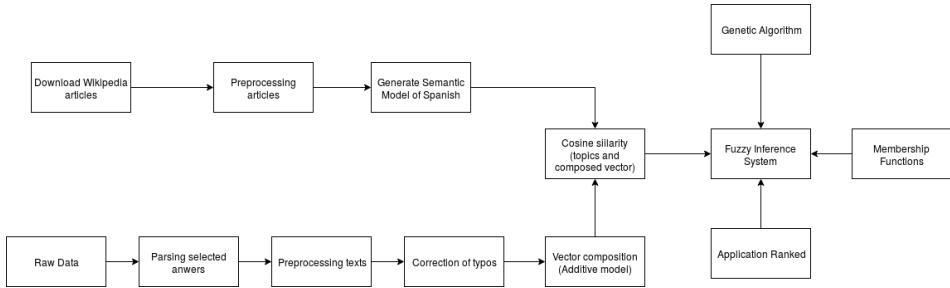 Genetic Algorithm
Download Wikipedia
articles
Preprocessing
articles
Generate Semantic
Model of Spanish
Cosine sillarity
(topics and
composed vector)
Fuzzy Inference
System
Membership
Functions
Raw Data
Parsing selected
anwers
Preprocessing texts
Correction of typos
Vector composition
(Additive model)
Application Ranked